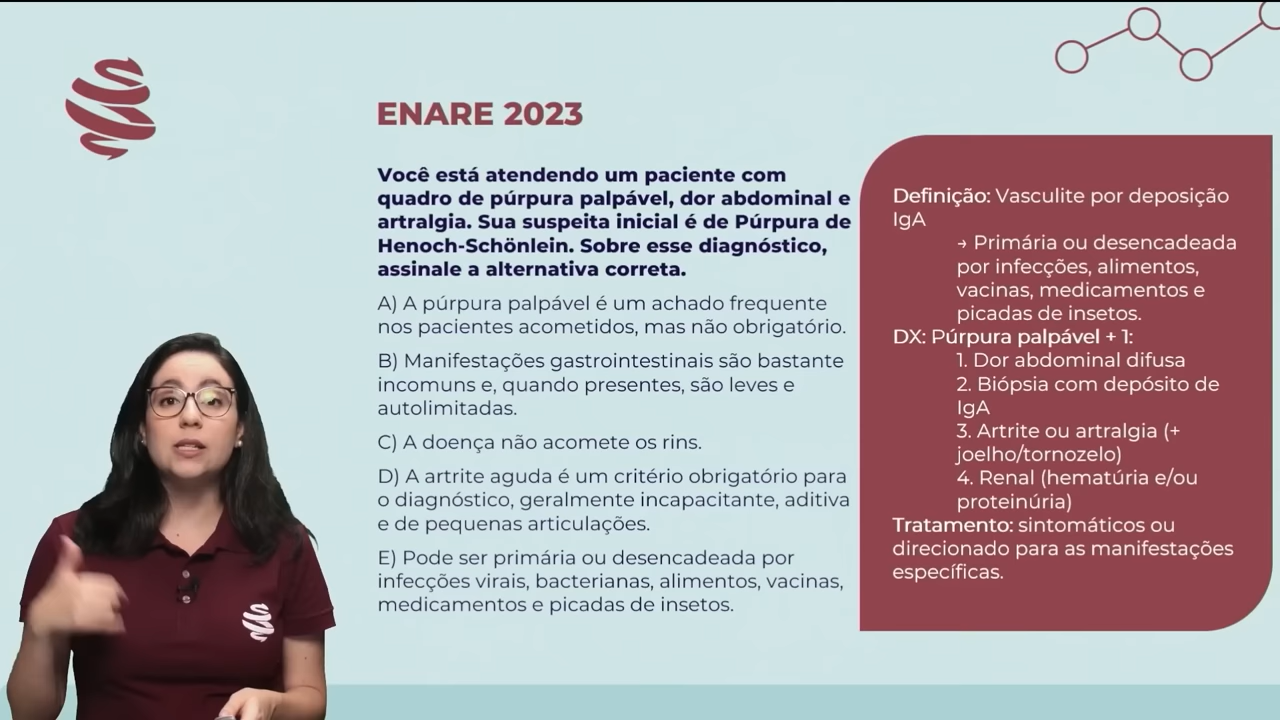 ENARE 2023
Você está atendendo um paciente com
quadro de púrpura palpável, dor abdominal e
artralgia. Sua suspeita inicial é de Púrpura de
Henoch-Schönlein. Sobre esse diagnóstico,
assinale a alternativa correta.
A) A púrpura palpável é um achado frequente
nos pacientes acometidos, mas não obrigatório.
B) Manifestações gastrointestinais são bastante
incomuns e, quando presentes, são leves e
autolimitadas.
C) A doença não acomete os rins.
D) A artrite aguda é um critério obrigatório para
o diagnóstico, geralmente incapacitante, aditiva
e de pequenas articulações.
E) Pode ser primária ou desencadeada por
infecções virais, bacterianas, alimentos, vacinas,
medicamentos e picadas de insetos.
Definição: Vasculite por deposição
IgA
→ Primária ou desencadeada
por infecções, alimentos,
vacinas, medicamentos e
picadas de insetos.
DX: Púrpura palpável + 1:
1. Dor abdominal difusa
2. Biópsia com depósito de
IgA
3. Artrite ou artralgia (+
joelho/tornozelo)
4. Renal (hematúria e/ou
proteinúria)
Tratamento: sintomáticos ou
direcionado para as manifestações
específicas.